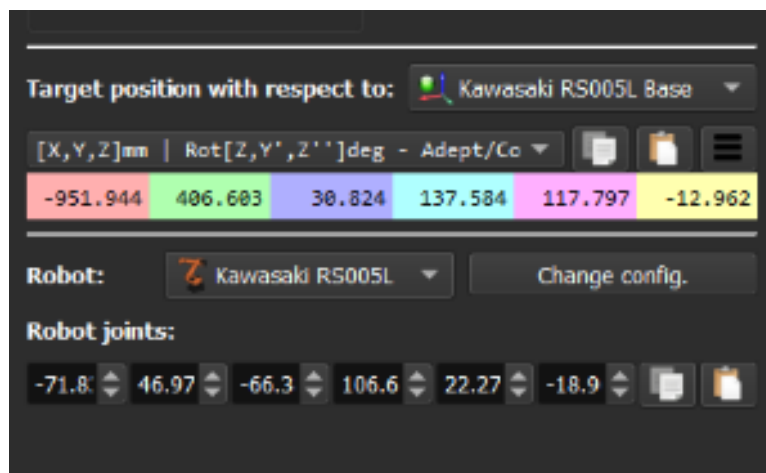 Target position with respect to: Kawasaki RS005L Base
[X,Y,Z]mm | Rot[Z,Y',Z'']deg - Adept/Co
-951.944 406.603 30.824 137.584 117.797 -12.962
Robot: Kawasaki RS005L Change config.
Robot joints:
46.97 -66.3 106.6 22.27 -18.9